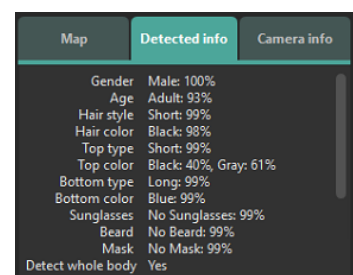 Map Detected info Camera info
Gender Male: 100%
Age Adult: 93%
Hair style Short: 99%
Hair color Black: 98%
Top type Short: 99%
Top color Black: 40%, Gray: 61%
Bottom type Long: 99%
Bottom color Blue: 99%
Sunglasses No Sunglasses: 99%
Beard No Beard: 99%
Mask No Mask: 99%
Detect whole body Yes